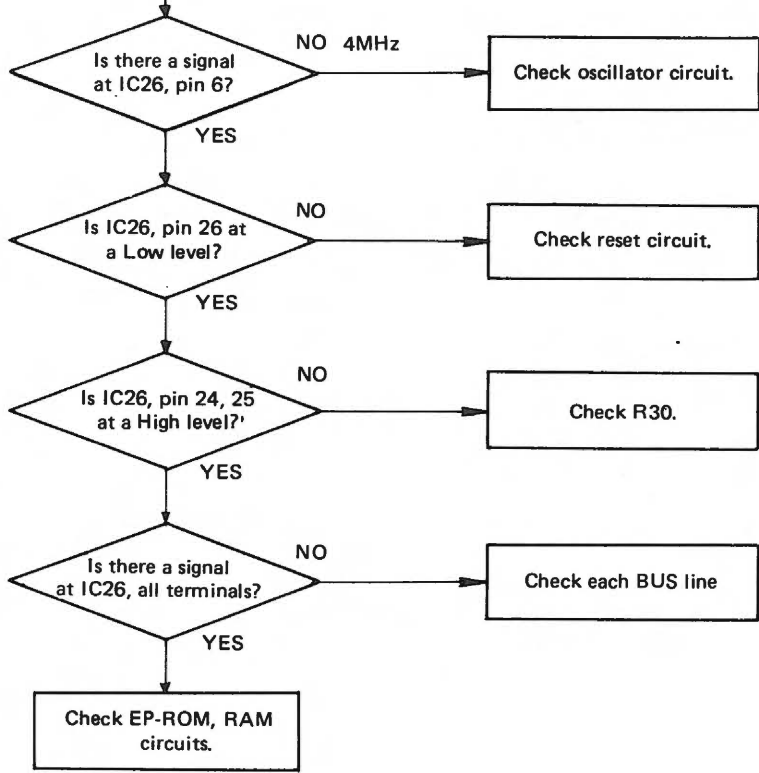 Is there a signal
at IC26, pin 6?
NO 4MHz
Check oscillator circuit.
YES
Is IC26, pin 26 at
a Low level?
NO
Check reset circuit.
YES
Is IC26, pin 24, 25
at a High level?'
NO
Check R30.
YES
Is there a signal
at IC26, all terminals?
NO
Check each BUS line
YES
Check EP-ROM, RAM
circuits.